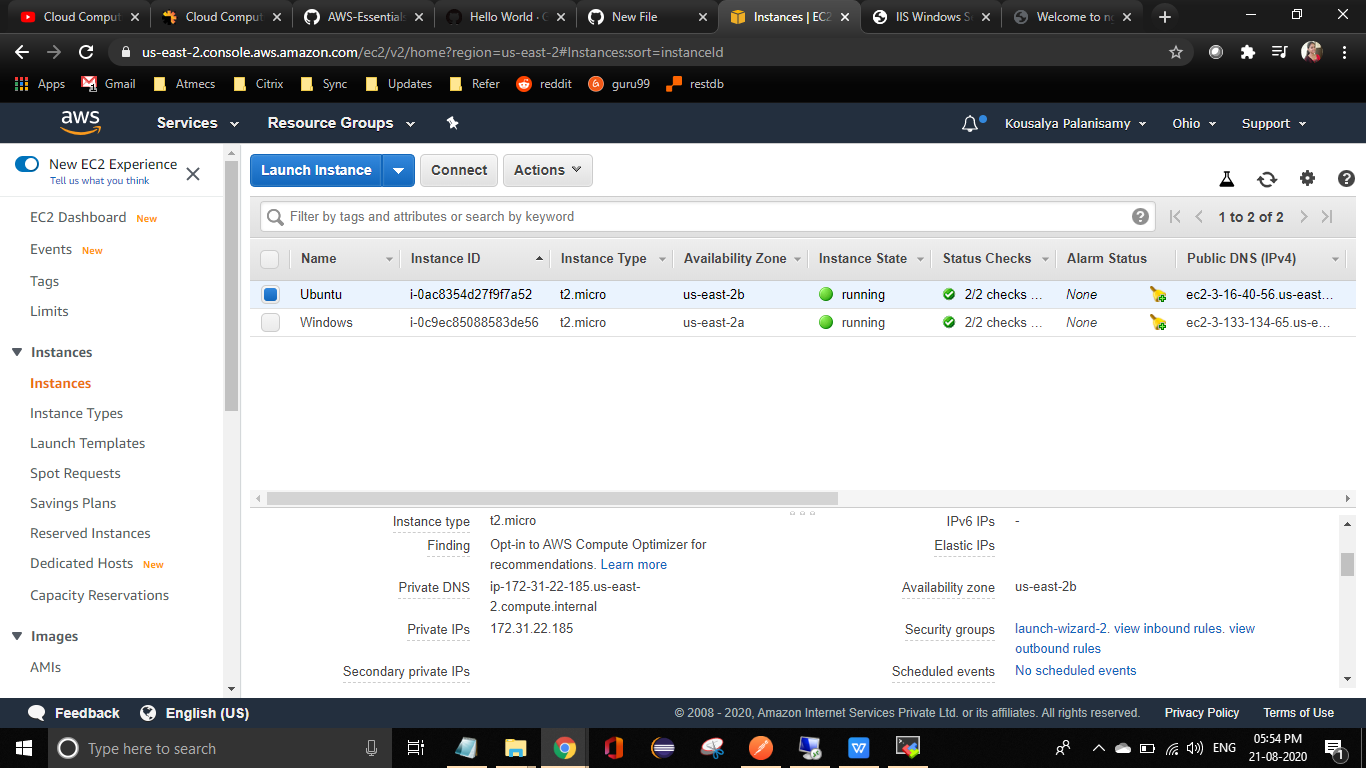 Cloud Comput
Cloud Comput
AWS-Essentials
Hello World · G
New File
Instances | EC2
IIS Windows Se
Welcome to ng
us-east-2.console.aws.amazon.com/ec2/v2/home?region=us-east-2#Instances:sort=instanceId
Apps
Gmail
Atmecs
Citrix
Sync
Updates
Refer
reddit
guru99
restdb
aws
Services
Resource Groups
Kousalya Palanisamy
Ohio
Support
New EC2 Experience
Tell us what you think
EC2 Dashboard New
Events New
Tags
Limits
Instances
Instances
Instance Types
Launch Templates
Spot Requests
Savings Plans
Reserved Instances
Dedicated Hosts New
Capacity Reservations
Images
AMIs
Launch Instance
Connect
Actions
Filter by tags and attributes or search by keyword
1 to 2 of 2
Name Instance ID Instance Type Availability Zone Instance State Status Checks Alarm Status Public DNS (IPv4)
Ubuntu i-0ac8354d27f9f7a52 t2.micro us-east-2b running 2/2 checks ... None ec2-3-16-40-56.us-east...
Windows i-0c9ec85088583de56 t2.micro us-east-2a running 2/2 checks ... None ec2-3-133-134-65.us-e...
Instance type t2.micro
IPv6 IPs -
Finding Opt-in to AWS Compute Optimizer for
recommendations. Learn more
Elastic IPs
Private DNS ip-172-31-22-185.us-east-
2.compute.internal
Availability zone us-east-2b
Private IPs 172.31.22.185
Security groups launch-wizard-2. view inbound rules. view
outbound rules
Secondary private IPs
Scheduled events No scheduled events
Feedback
English (US)
© 2008 - 2020, Amazon Internet Services Private Ltd. or its affiliates. All rights reserved.
Privacy Policy
Terms of Use
Type here to search
ENG
05:54 PM
21-08-2020
1